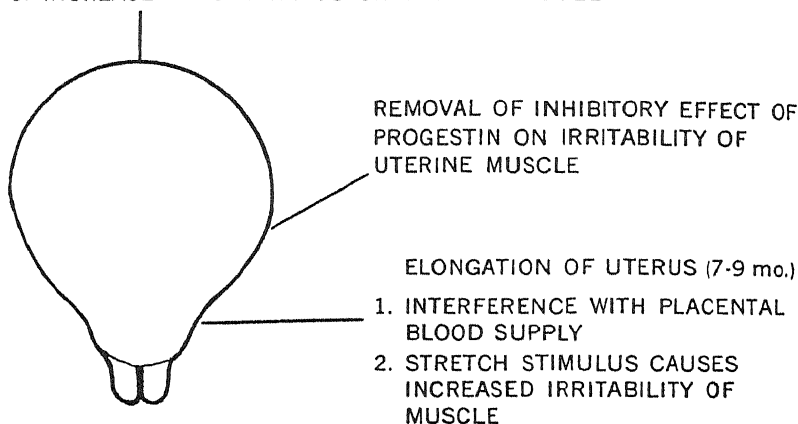 REMOVAL OF INHIBITORY EFFECT OF
PROGESTIN ON IRRITABILITY OF
UTERINE MUSCLE
ELONGATION OF UTERUS (7-9 mo.)
1. INTERFERENCE WITH PLACENTAL
BLOOD SUPPLY
2. STRETCH STIMULUS CAUSES
INCREASED IRRITABILITY OF
MUSCLE